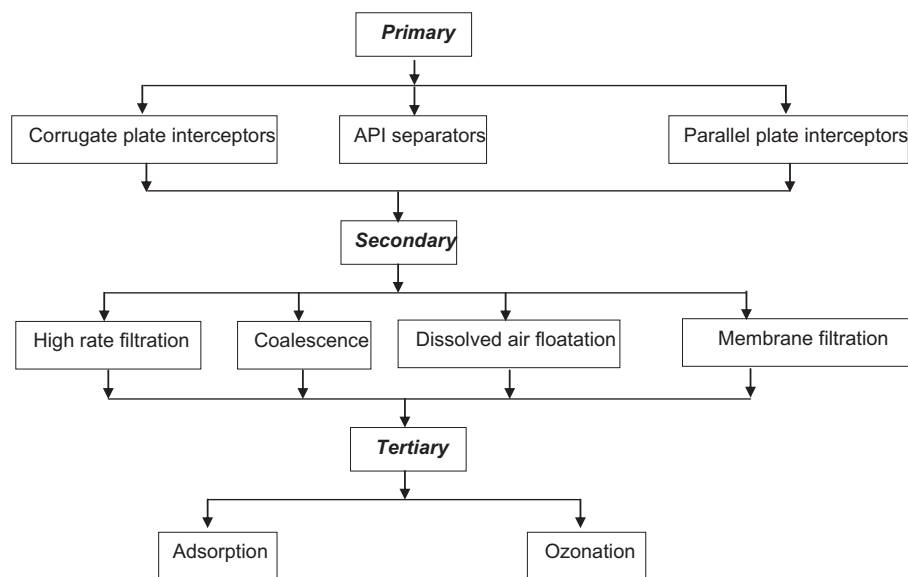 Primary
Corrugate plate interceptors
API separators
Parallel plate interceptors
Secondary
High rate filtration
Coalescence
Dissolved air floatation
Membrane filtration
Tertiary
Adsorption
Ozonation